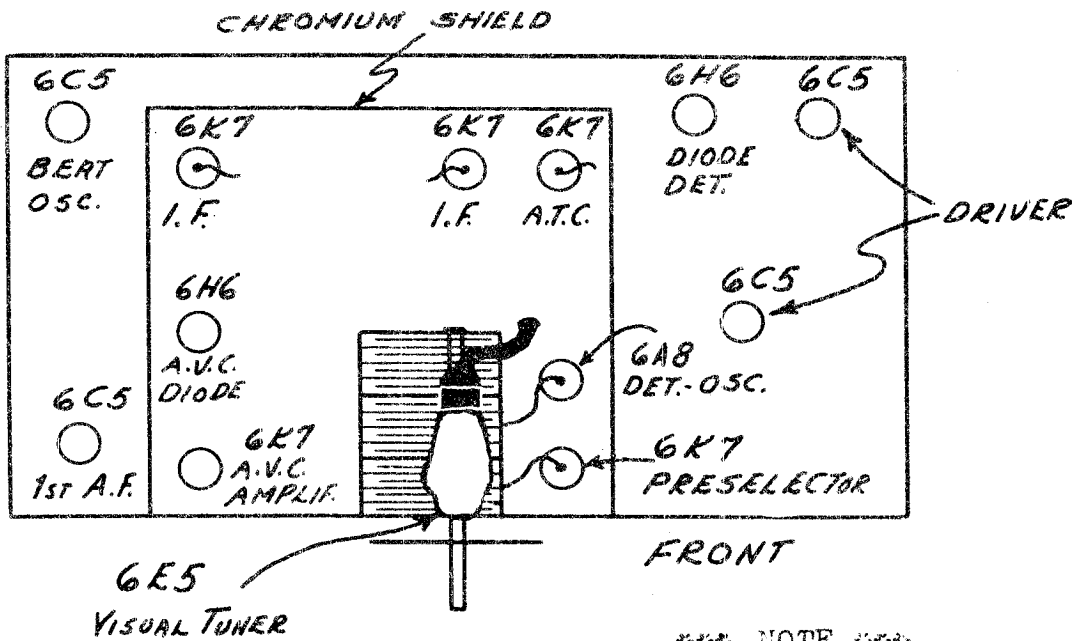 CHROMIUM SHIELD
6C5
BEAT
OSC.
6K7
I.F.
6K7
I.F.
6K7
A.T.C.
6H6
DIODE
DET.
6C5
DRIVER
6C5
6H6
A.V.C.
DIODE
6A8
DET.-OSC.
6C5
1ST A.F.
6K7
A.V.C.
AMPLIF.
6K7
PRESELECTOR
FRONT
6E5
VISUAL TUNER
*** NOTE ***